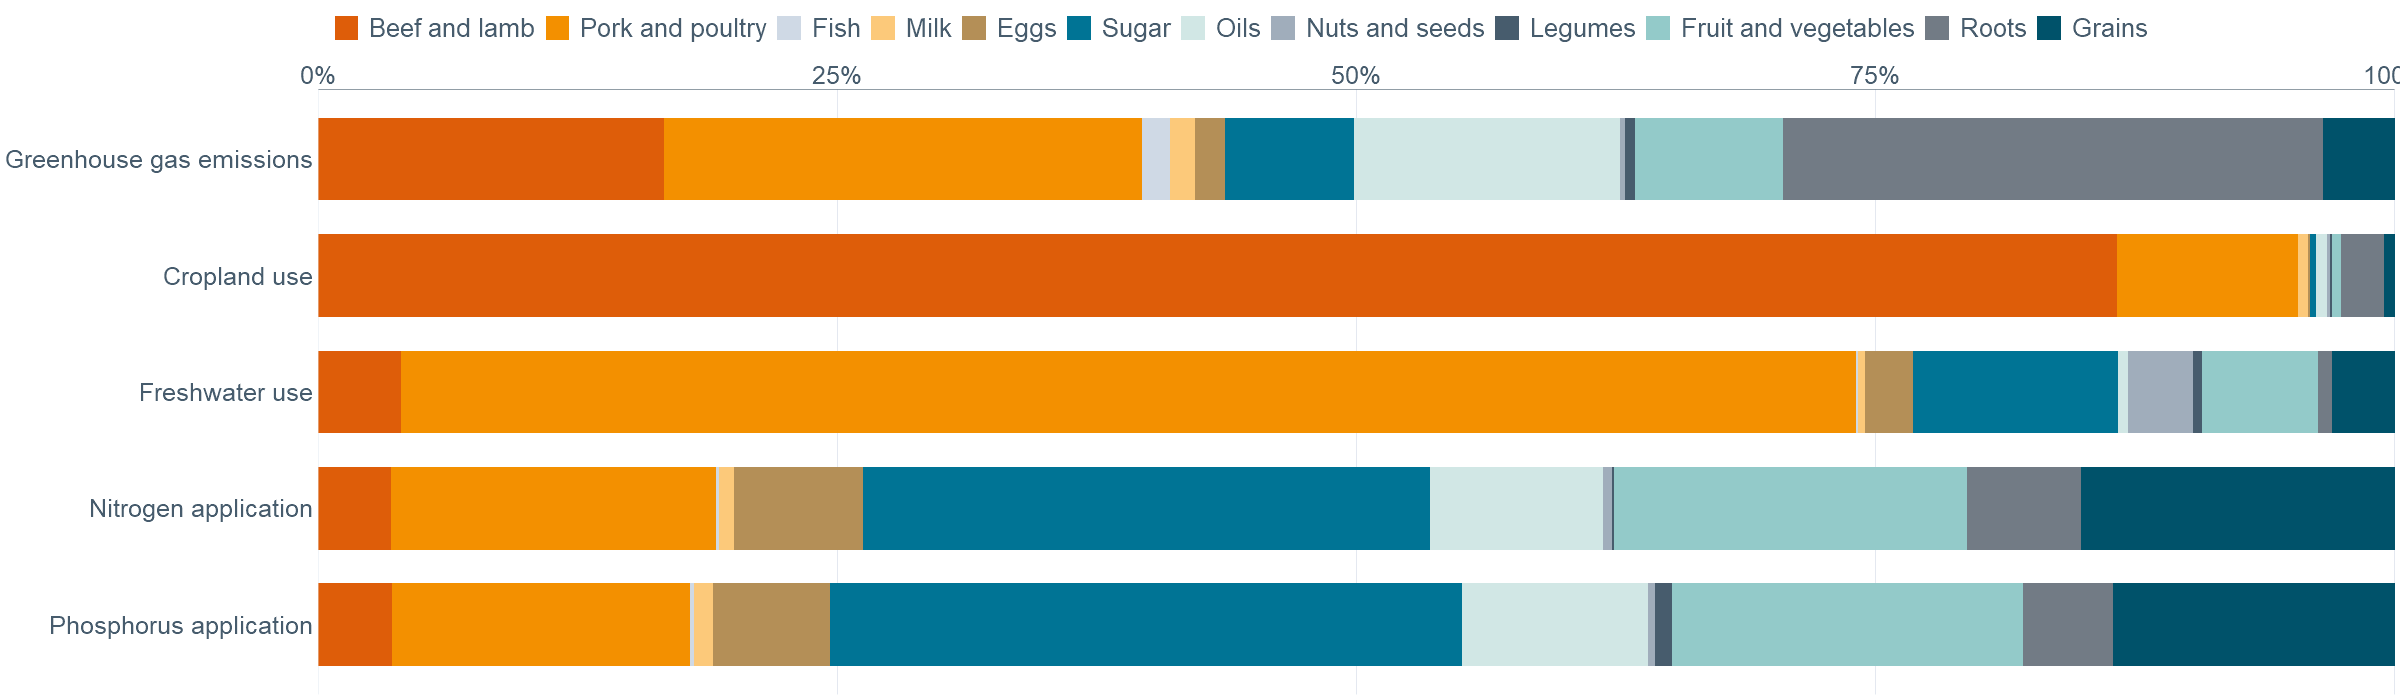 Beef and lamb Pork and poultry Fish Milk Eggs Sugar Oils Nuts and seeds Legumes Fruit and vegetables Roots Grains
0% 25% 50% 75% 100
Greenhouse gas emissions
Cropland use
Freshwater use
Nitrogen application
Phosphorus application